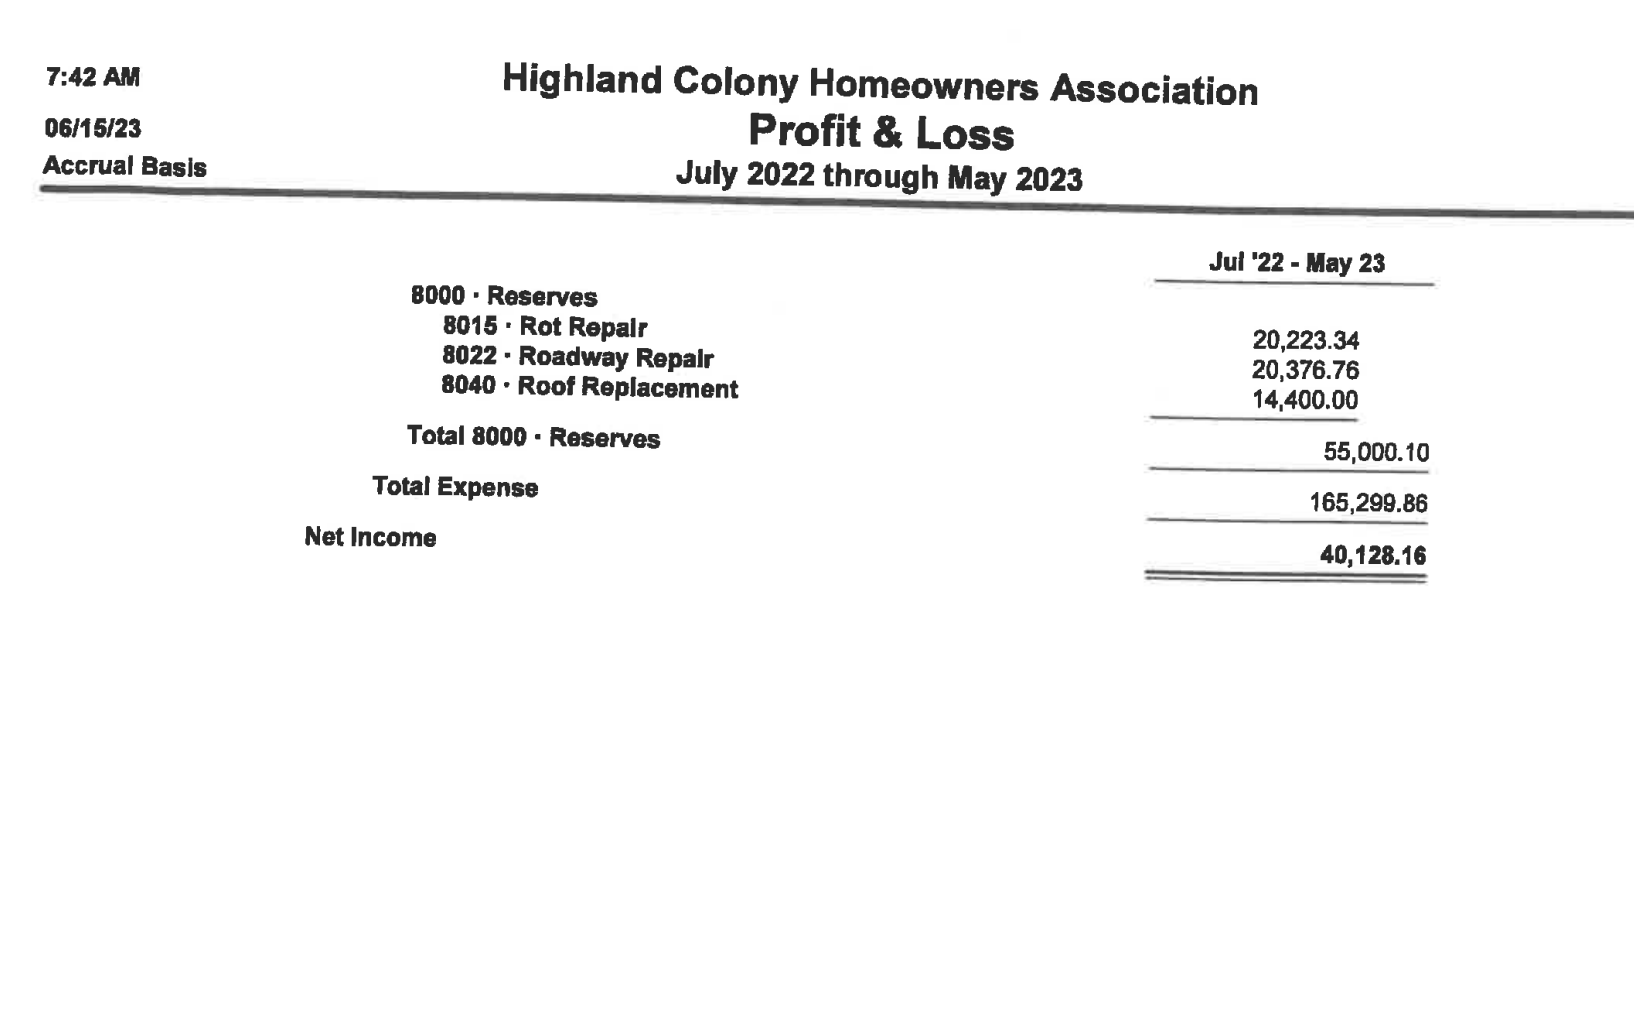 7:42 AM
06/15/23
Accrual Basis
Highland Colony Homeowners Association
Profit & Loss
July 2022 through May 2023
Jul '22 - May 23
8000 · Reserves
8015 · Rot Repair 20,223.34
8022 · Roadway Repair 20,376.76
8040 · Roof Replacement 14,400.00
Total 8000 · Reserves 55,000.10
Total Expense 165,299.86
Net Income 40,128.16